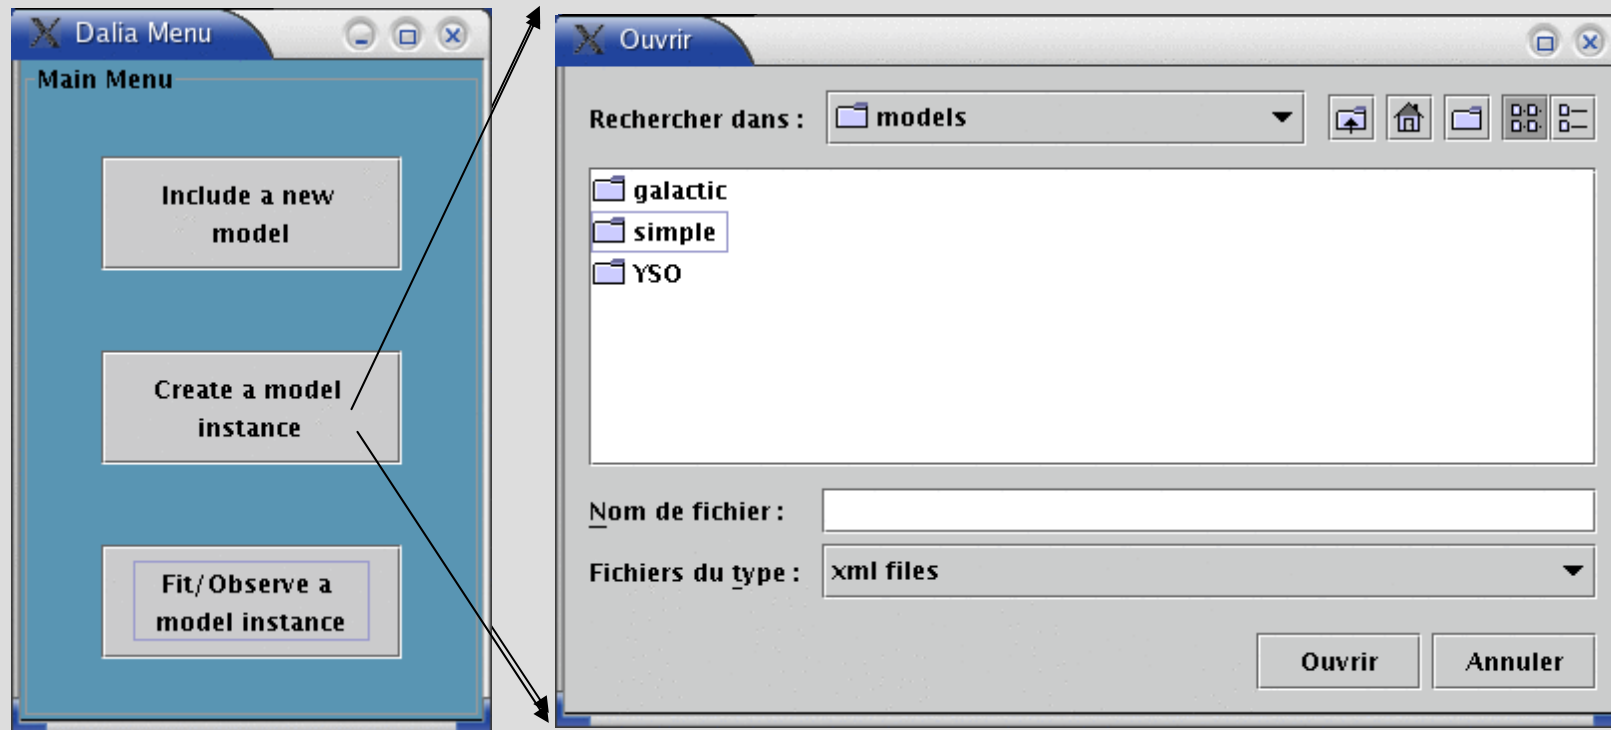 Dalia Menu
Main Menu
Include a new
model
Create a model
instance
Fit/Observe a
model instance
Ouvrir
Rechercher dans :
models
galactic
simple
YSO
Nom de fichier :
Fichiers du type :
xml files
Ouvrir
Annuler